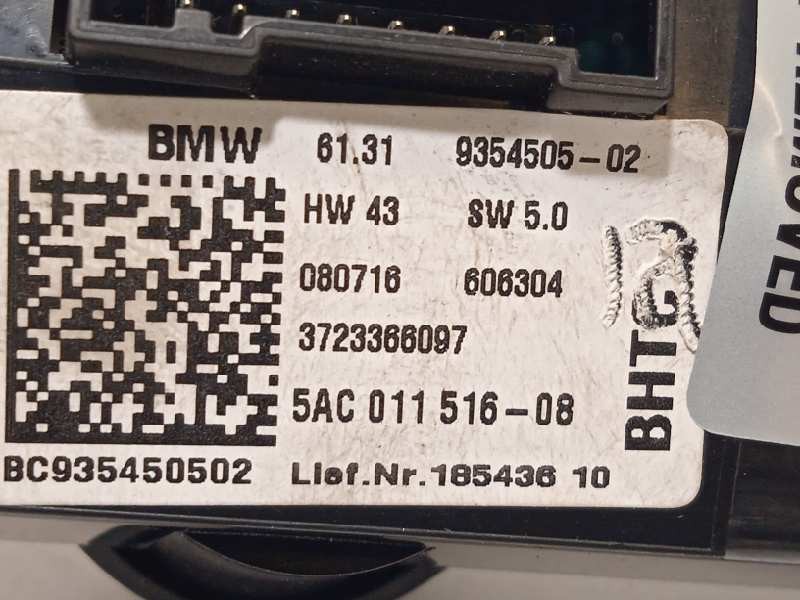 BMW 61.31 9354505-02
HW 43 SW 5.0
080716 606304
3723366097
5AC 011 516-08
BC935450502 Lief.Nr.185436 10
BHTC